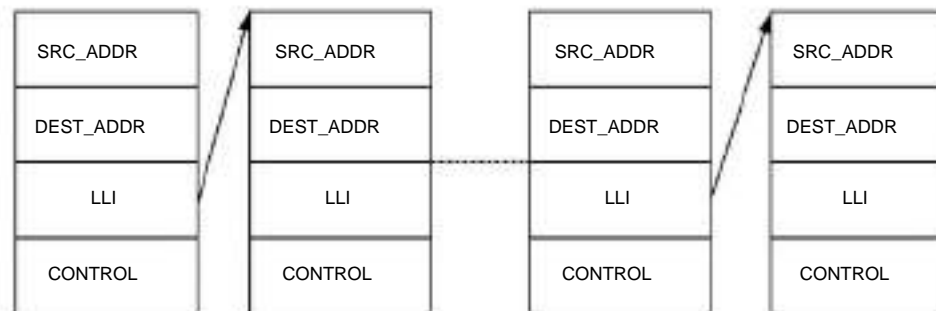 SRC_ADDR SRC_ADDR SRC_ADDR SRC_ADDR
DEST_ADDR DEST_ADDR DEST_ADDR DEST_ADDR
LLI LLI LLI LLI
CONTROL CONTROL CONTROL CONTROL